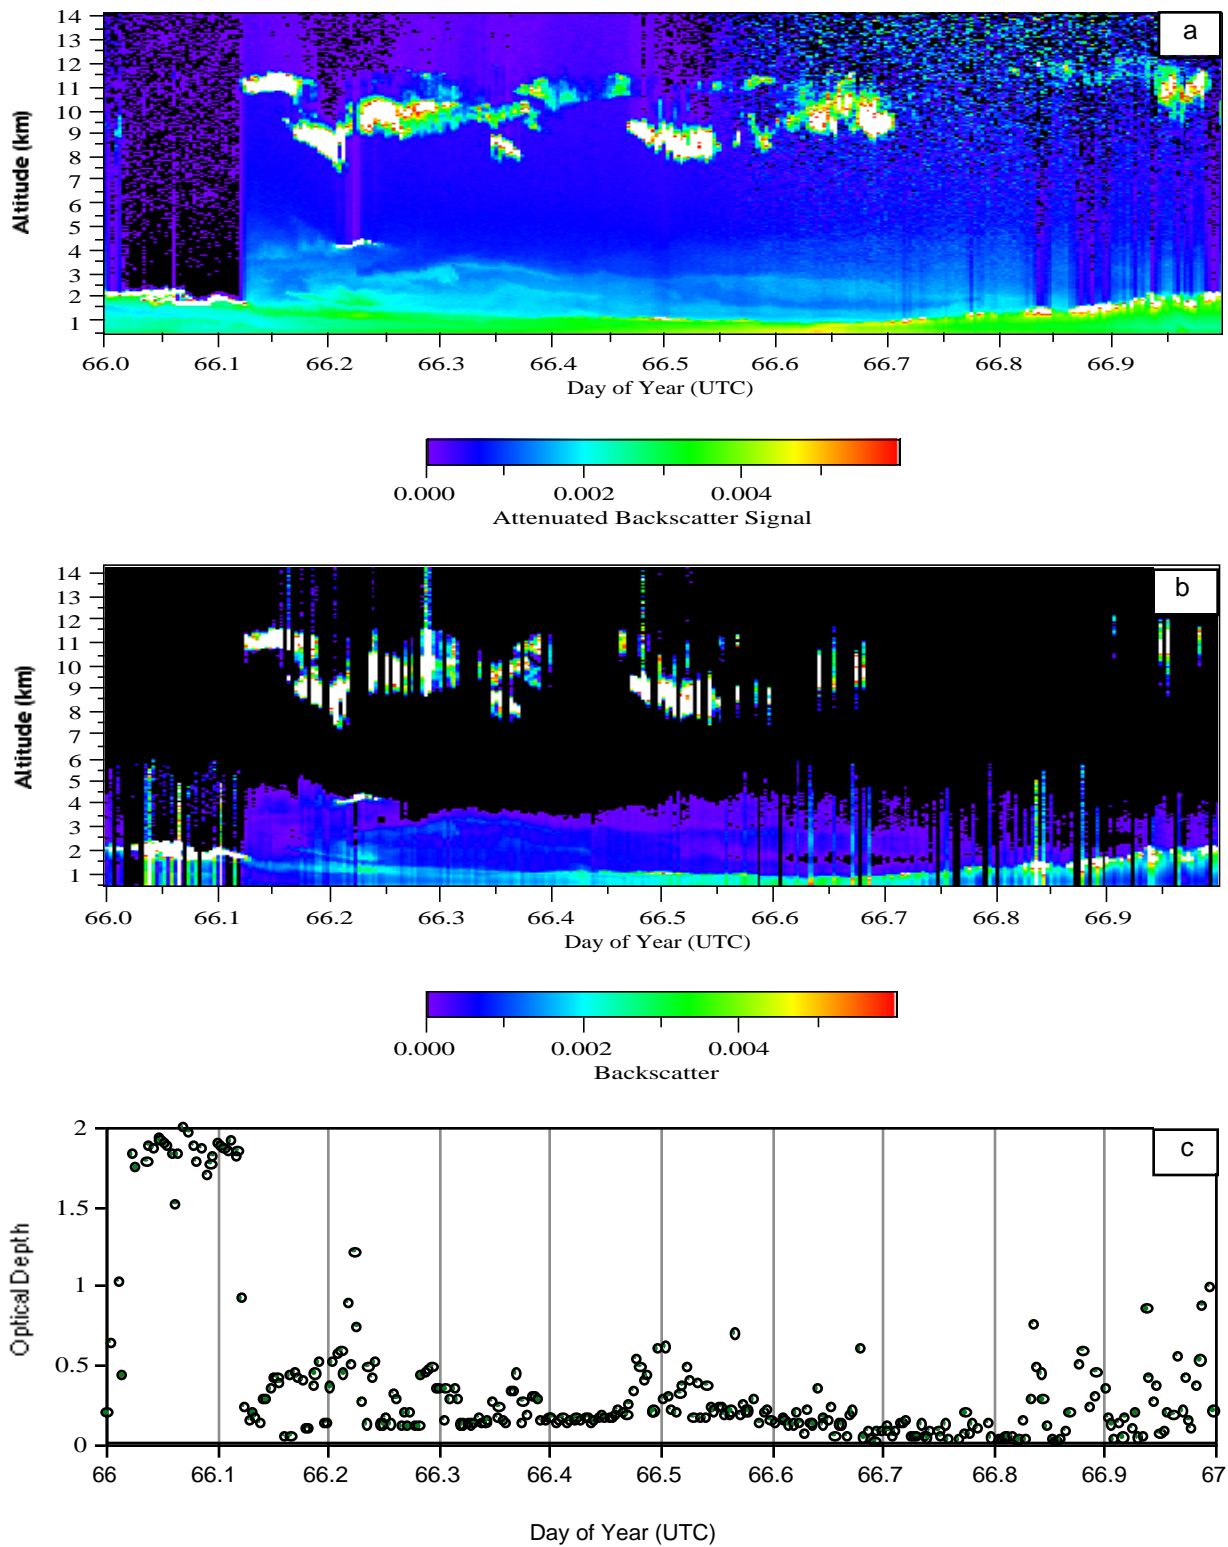 a
14
13
12
11
10
9
8
7
6
5
4
3
2
1
Altitude (km)
66.0 66.1 66.2 66.3 66.4 66.5 66.6 66.7 66.8 66.9
Day of Year (UTC)
0.000 0.002 0.004
Attenuated Backscatter Signal
b
14
13
12
11
10
9
8
7
6
5
4
3
2
1
Altitude (km)
66.0 66.1 66.2 66.3 66.4 66.5 66.6 66.7 66.8 66.9
Day of Year (UTC)
0.000 0.002 0.004
Backscatter
c
2
1.5
1
0.5
0
Optical Depth
66 66.1 66.2 66.3 66.4 66.5 66.6 66.7 66.8 66.9 67
Day of Year (UTC)